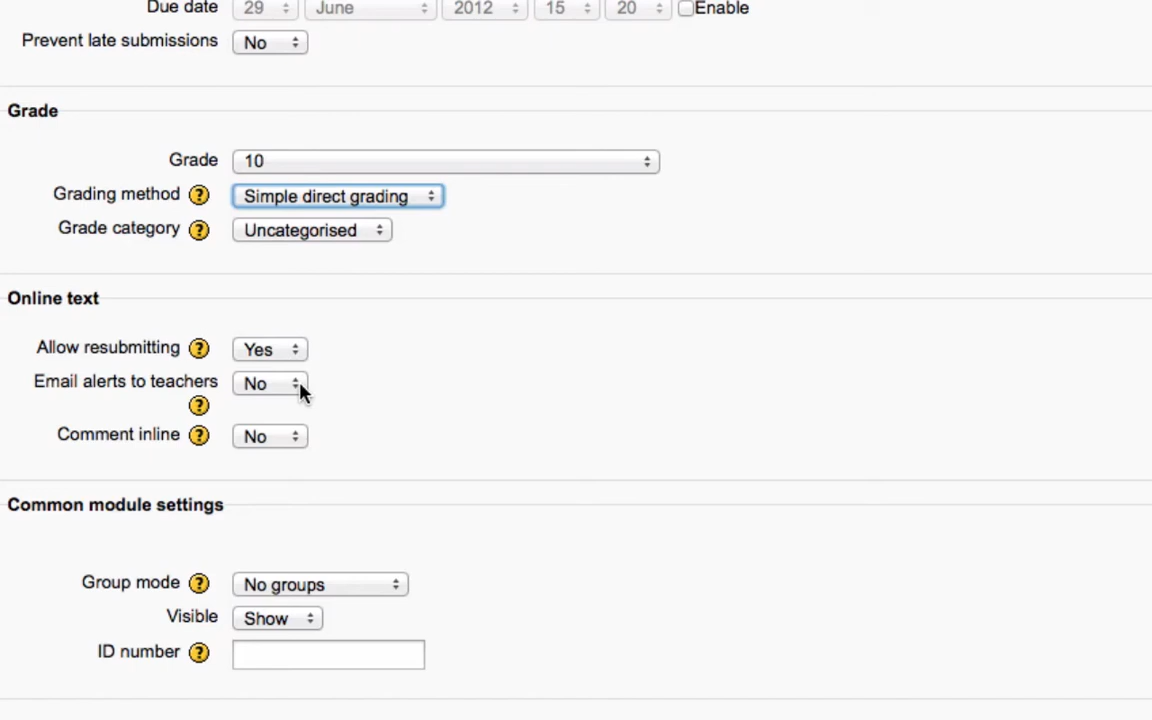 Due date 29 June 2012 15 20 Enable
Prevent late submissions No
Grade
Grade 10
Grading method ? Simple direct grading
Grade category ? Uncategorised
Online text
Allow resubmitting ? Yes
Email alerts to teachers No
?
Comment inline ? No
Common module settings
Group mode ? No groups
Visible Show
ID number ?